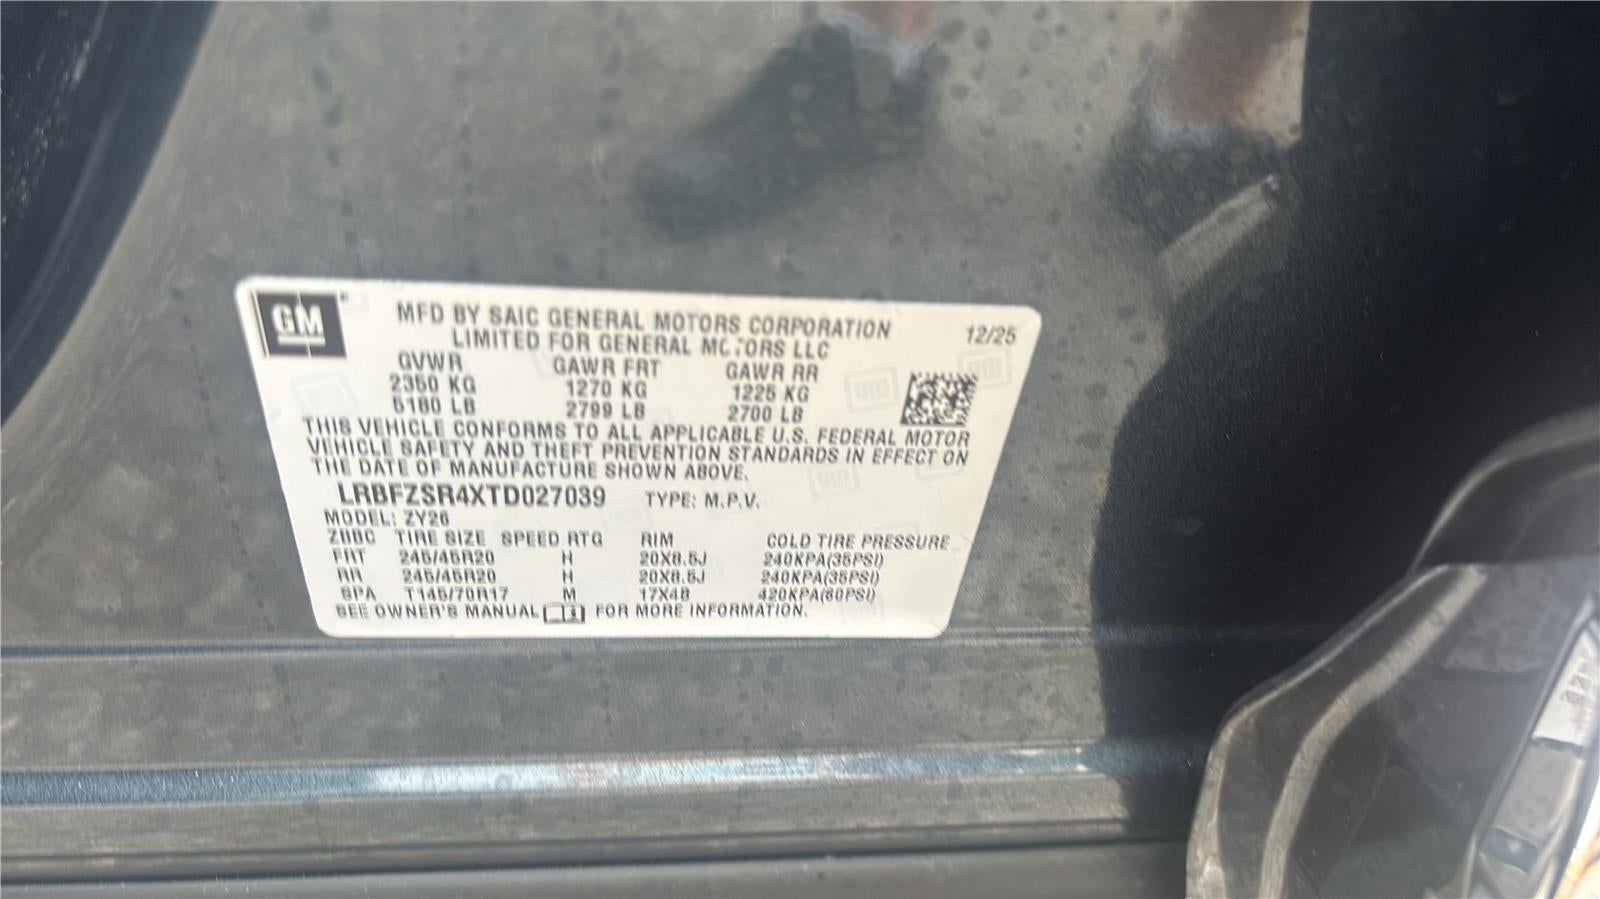 GM
MFD BY SAIC GENERAL MOTORS CORPORATION
LIMITED FOR GENERAL MOTORS LLC
12/25
GVWR GAWR FRT GAWR RR
2350 KG 1270 KG 1225 KG
5180 LB 2799 LB 2700 LB
THIS VEHICLE CONFORMS TO ALL APPLICABLE U.S. FEDERAL MOTOR
VEHICLE SAFETY AND THEFT PREVENTION STANDARDS IN EFFECT ON
THE DATE OF MANUFACTURE SHOWN ABOVE.
LRBFZSR4XTD027039 TYPE: M.P.V.
MODEL: ZY26
ZBBC TIRE SIZE SPEED RTG RIM COLD TIRE PRESSURE
FRT 245/45R20 H 20X8.5J 240KPA(35PSI)
RR 245/45R20 H 20X8.5J 240KPA(35PSI)
SPA T145/70R17 M 17X4B 420KPA(60PSI)
SEE OWNER'S MANUAL FOR MORE INFORMATION.